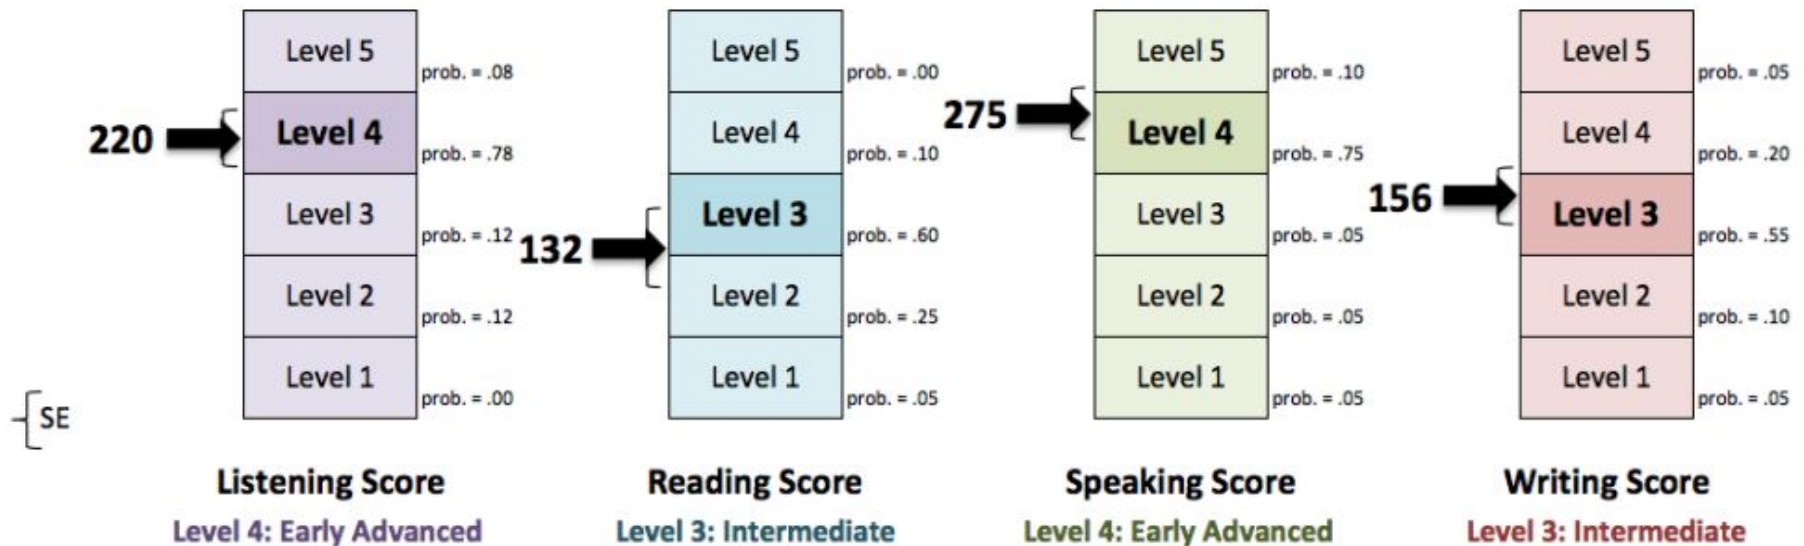 Level 5
prob. = .08
Level 4
prob. = .78
220
Level 3
prob. = .12
Level 2
prob. = .12
Level 1
prob. = .00
SE
Listening Score
Level 4: Early Advanced
Level 5
prob. = .00
Level 4
prob. = .10
Level 3
prob. = .60
132
Level 2
prob. = .25
Level 1
prob. = .05
Reading Score
Level 3: Intermediate
Level 5
prob. = .10
275
Level 4
prob. = .75
Level 3
prob. = .05
Level 2
prob. = .05
Level 1
prob. = .05
Speaking Score
Level 4: Early Advanced
Level 5
prob. = .05
Level 4
prob. = .20
156
Level 3
prob. = .55
Level 2
prob. = .10
Level 1
prob. = .05
Writing Score
Level 3: Intermediate